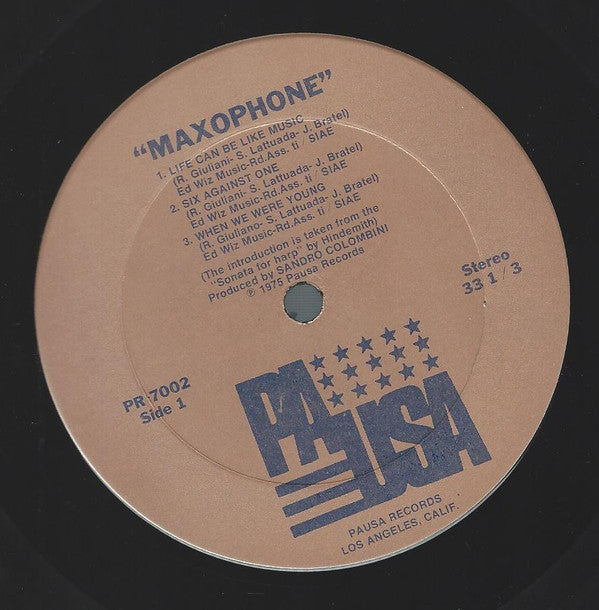 “MAXOPHONE”
1. LIFE CAN BE LIKE MUSIC
(R. Giuliani- S. Lattuada- J. Bratel)
Ed Wiz Music-Rd.Ass. ti / SIAE
2. SIX AGAINST ONE
(R. Giuliani- S. Lattuada- J. Bratel)
Ed Wiz Music-Rd.Ass. ti / SIAE
3. WHEN WE WERE YOUNG
(R. Giuliano- S. Lattuada- J. Bratel)
Ed Wiz Music-Rd.Ass. ti / SIAE
(The introduction is taken from the
"Sonata for harp" by Hindemith)
Produced by SANDRO COLOMBINI
℗ 1975 Pausa Records
Stereo
33 1 / 3
PR 7002
Side 1
PAUSA
PAUSA RECORDS
LOS ANGELES, CALIF.